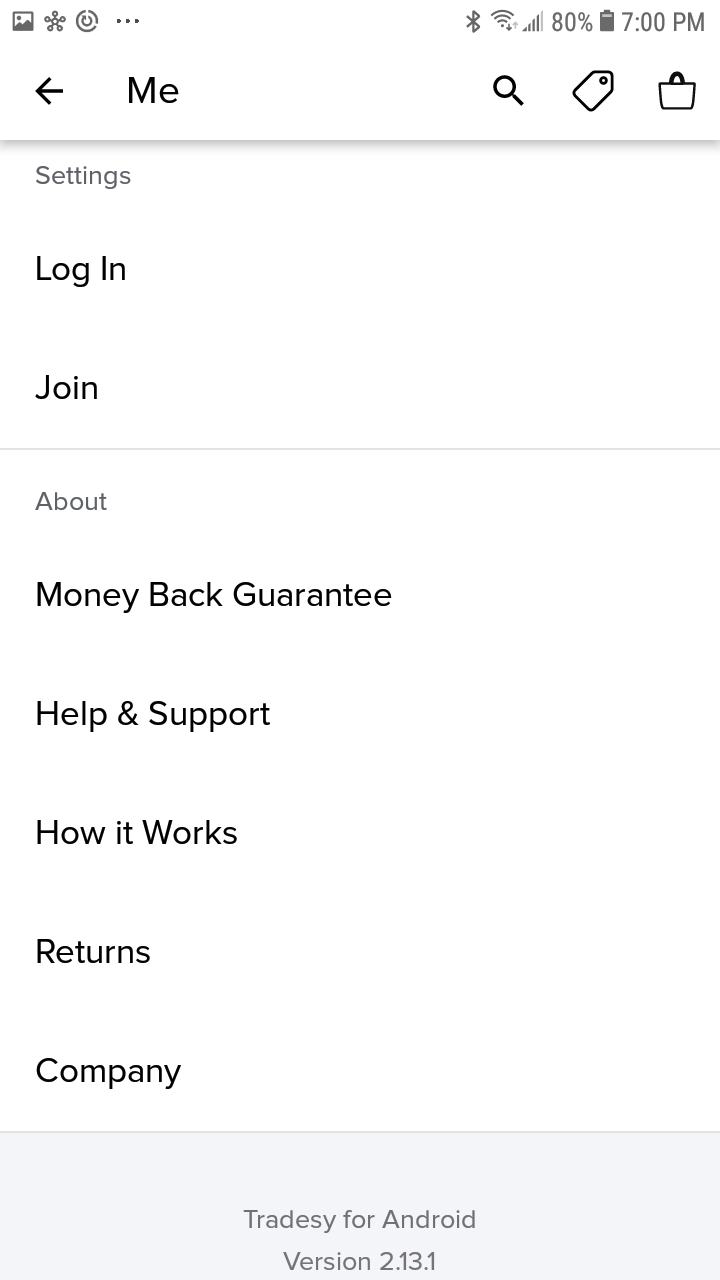 80% 7:00 PM
Me
Settings
Log In
Join
About
Money Back Guarantee
Help & Support
How it Works
Returns
Company
Tradesy for Android
Version 2.13.1